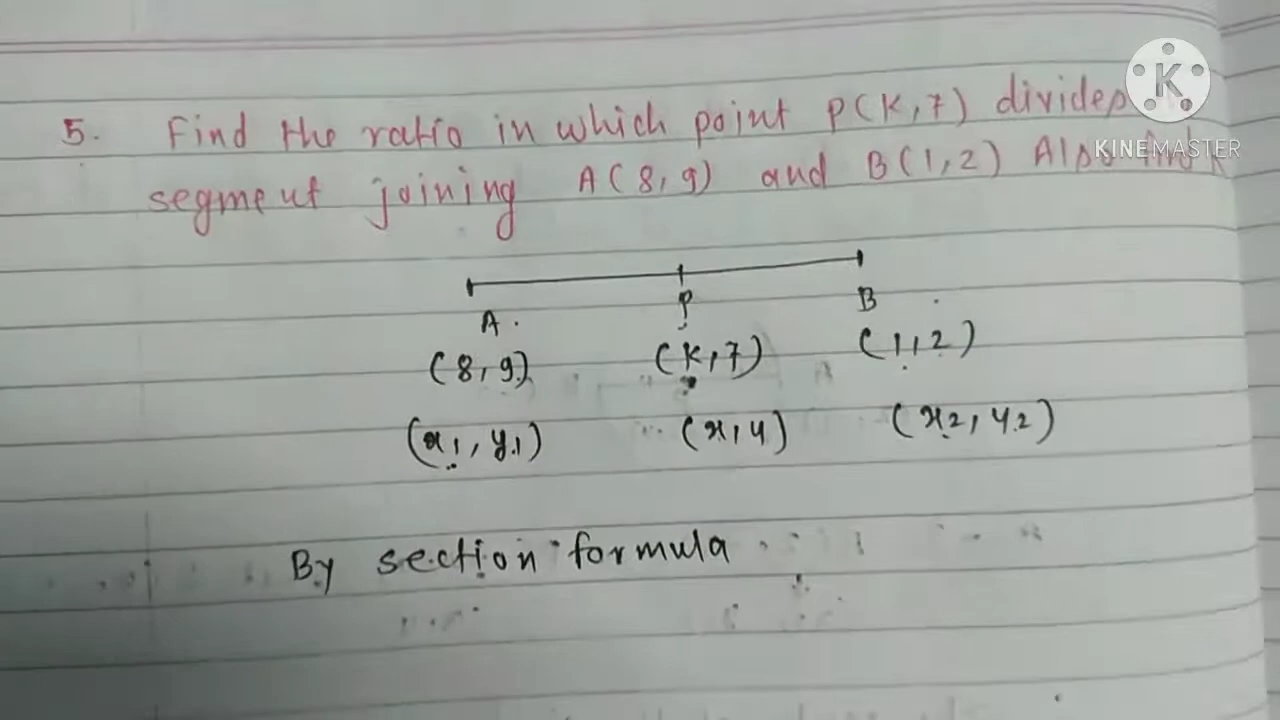 5. Find the ratio in which point P(K,7) divides
segment joining A(8,9) and B(1,2) Also find k
K
KINEMASTER
A P B
(8,9) (k,7) (1,2)
(x1, y1) (x,y) (x2, y2)
By section formula